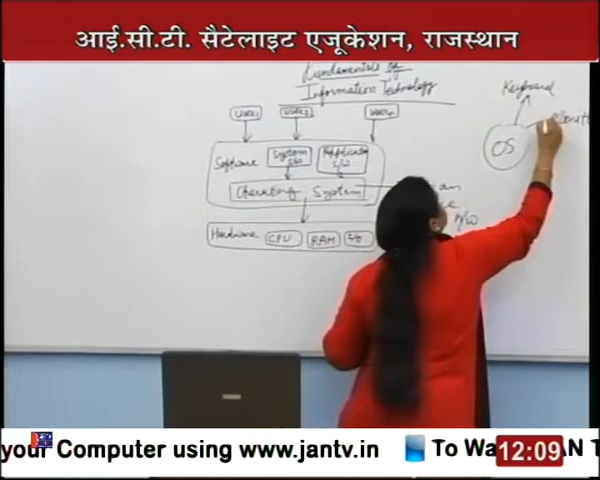 आई.सी.टी. सैटेलाइट एजूकेशन, राजस्थान
Fundamentals of
Information Technology
Keyboard
USER1 USER2
Software System S/W Application S/W
OS
Operating System
H/W
Hardware CPU RAM I/O
your Computer using www.jantv.in To Wa
12:09